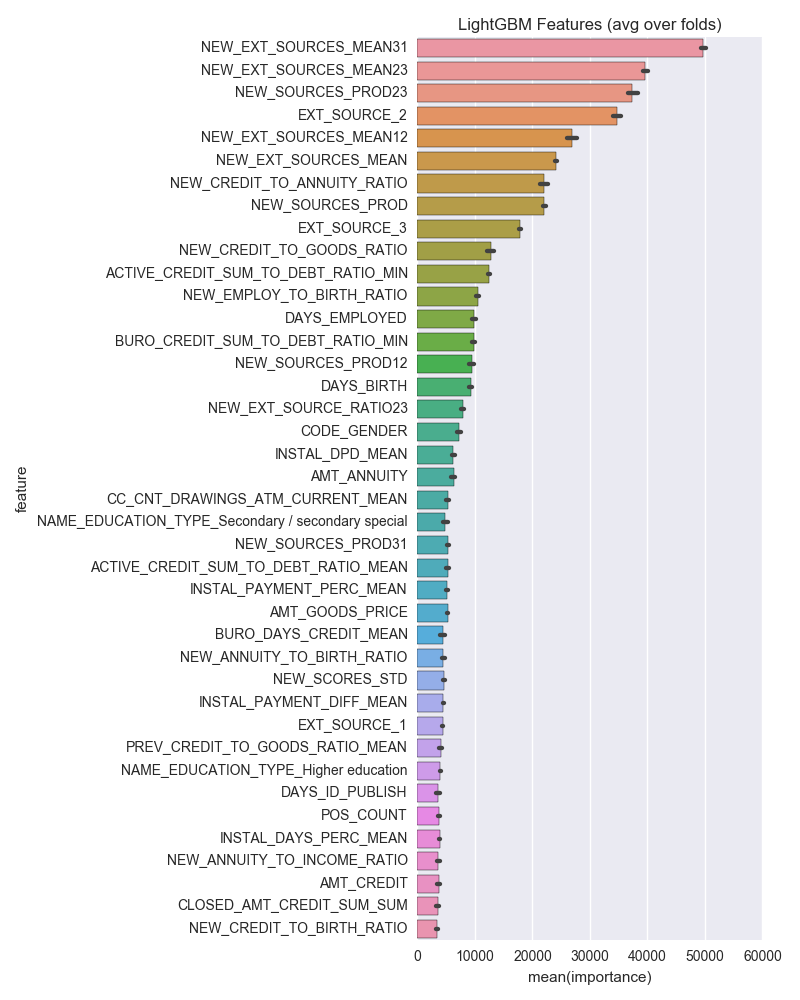 LightGBM Features (avg over folds)
NEW_EXT_SOURCES_MEAN31
NEW_EXT_SOURCES_MEAN23
NEW_SOURCES_PROD23
EXT_SOURCE_2
NEW_EXT_SOURCES_MEAN12
NEW_EXT_SOURCES_MEAN
NEW_CREDIT_TO_ANNUITY_RATIO
NEW_SOURCES_PROD
EXT_SOURCE_3
NEW_CREDIT_TO_GOODS_RATIO
ACTIVE_CREDIT_SUM_TO_DEBT_RATIO_MIN
NEW_EMPLOY_TO_BIRTH_RATIO
DAYS_EMPLOYED
BURO_CREDIT_SUM_TO_DEBT_RATIO_MIN
NEW_SOURCES_PROD12
DAYS_BIRTH
NEW_EXT_SOURCE_RATIO23
CODE_GENDER
INSTAL_DPD_MEAN
AMT_ANNUITY
feature
CC_CNT_DRAWINGS_ATM_CURRENT_MEAN
NAME_EDUCATION_TYPE_Secondary / secondary special
NEW_SOURCES_PROD31
ACTIVE_CREDIT_SUM_TO_DEBT_RATIO_MEAN
INSTAL_PAYMENT_PERC_MEAN
AMT_GOODS_PRICE
BURO_DAYS_CREDIT_MEAN
NEW_ANNUITY_TO_BIRTH_RATIO
NEW_SCORES_STD
INSTAL_PAYMENT_DIFF_MEAN
EXT_SOURCE_1
PREV_CREDIT_TO_GOODS_RATIO_MEAN
NAME_EDUCATION_TYPE_Higher education
DAYS_ID_PUBLISH
POS_COUNT
INSTAL_DAYS_PERC_MEAN
NEW_ANNUITY_TO_INCOME_RATIO
AMT_CREDIT
CLOSED_AMT_CREDIT_SUM_SUM
NEW_CREDIT_TO_BIRTH_RATIO
0 10000 20000 30000 40000 50000 60000
mean(importance)